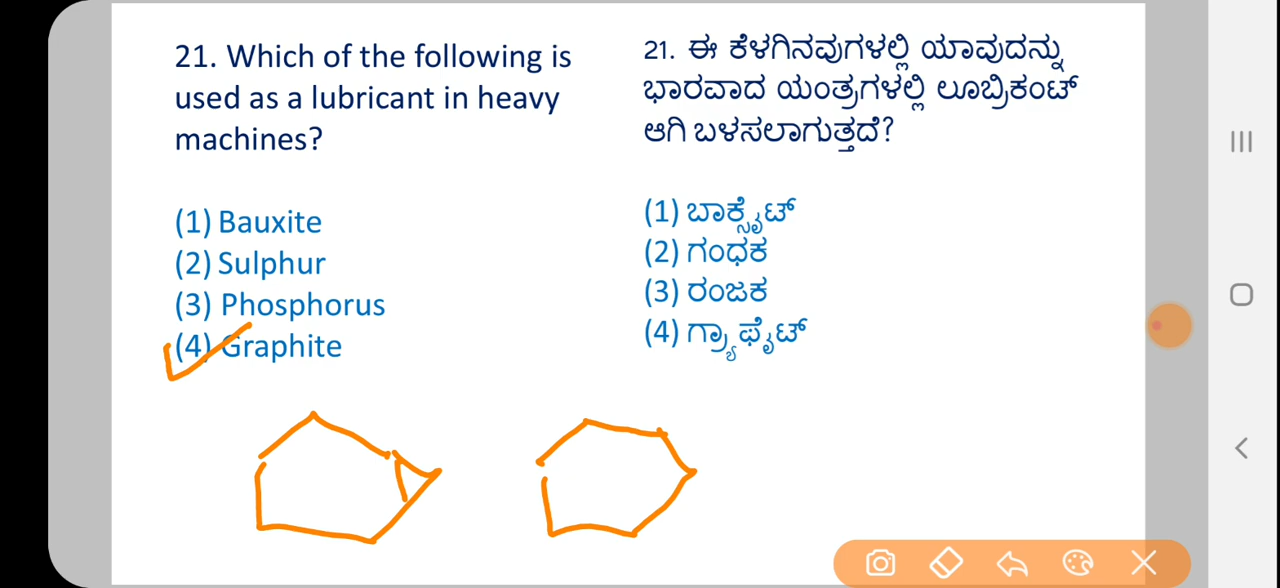 21. Which of the following is
used as a lubricant in heavy
machines?
(1) Bauxite
(2) Sulphur
(3) Phosphorus
(4) Graphite
21. ಈ ಕೆಳಗಿನವುಗಳಲ್ಲಿ ಯಾವುದನ್ನು
ಭಾರವಾದ ಯಂತ್ರಗಳಲ್ಲಿ ಲೂಬ್ರಿಕಂಟ್
ಆಗಿ ಬಳಸಲಾಗುತ್ತದೆ?
(1) ಬಾಕ್ಸೈಟ್
(2) ಗಂಧಕ
(3) ರಂಜಕ
(4) ಗ್ರ್ಯಾಫೈಟ್